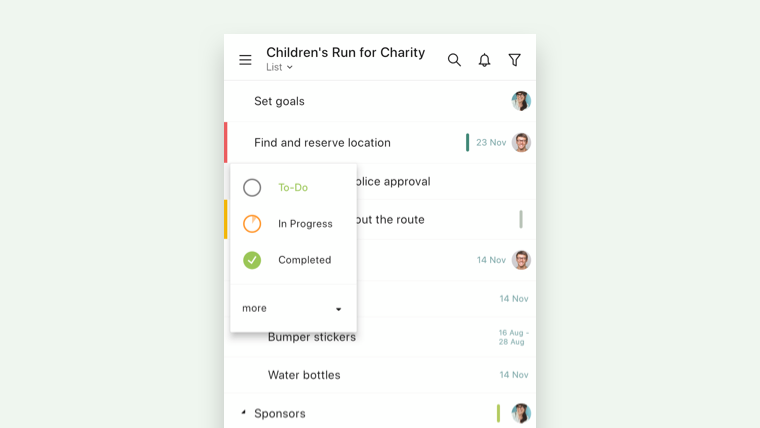 Children's Run for Charity
List
Set goals
Find and reserve location
23 Nov
olice approval
To-Do
out the route
In Progress
Completed
14 Nov
14 Nov
more
Bumper stickers
16 Aug -
28 Aug
Water bottles
14 Nov
Sponsors